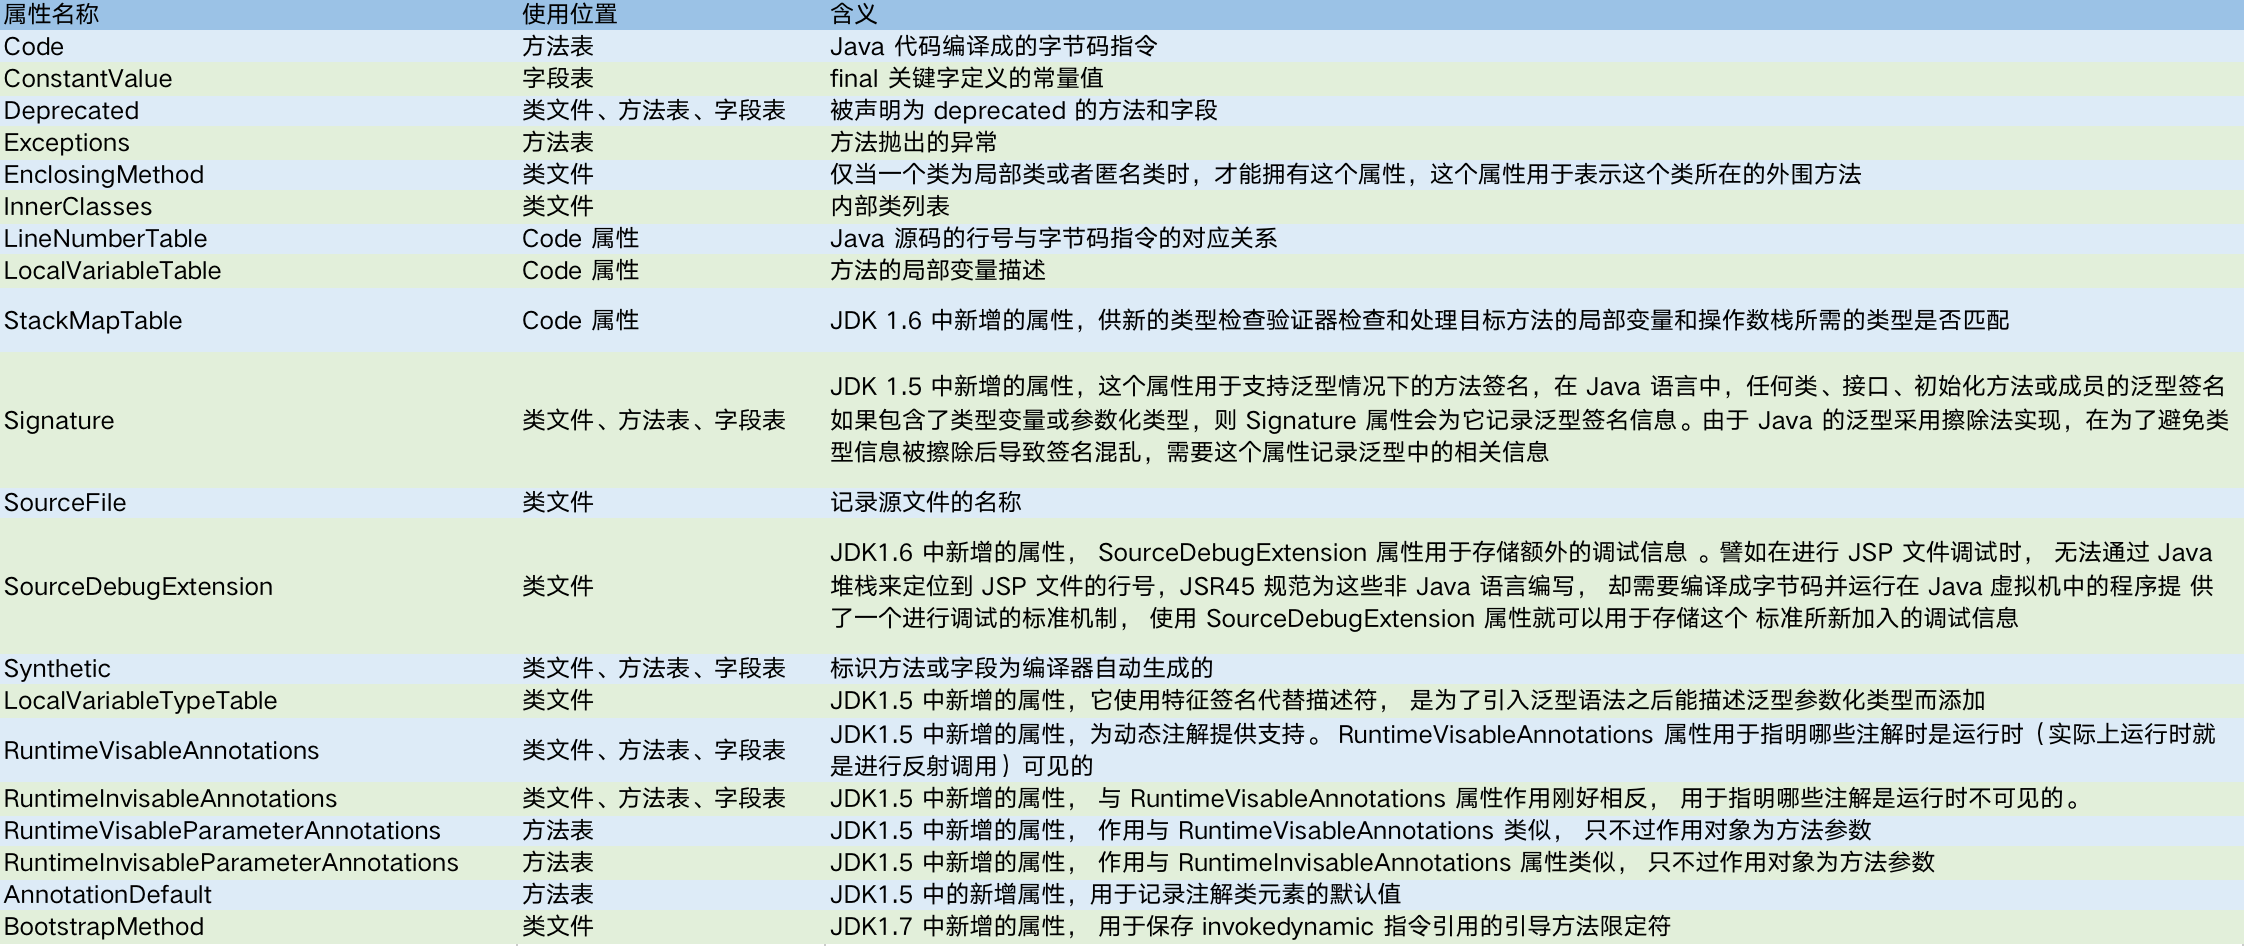 属性名称 使用位置 含义
Code 方法表 Java 代码编译成的字节码指令
ConstantValue 字段表 final 关键字定义的常量值
Deprecated 类文件、方法表、字段表 被声明为 deprecated 的方法和字段
Exceptions 方法表 方法抛出的异常
EnclosingMethod 类文件 仅当一个类为局部类或者匿名类时，才能拥有这个属性，这个属性用于表示这个类所在的外围方法
InnerClasses 类文件 内部类列表
LineNumberTable Code 属性 Java 源码的行号与字节码指令的对应关系
LocalVariableTable Code 属性 方法的局部变量描述
StackMapTable Code 属性 JDK 1.6 中新增的属性，供新的类型检查验证器检查和处理目标方法的局部变量和操作数栈所需的类型是否匹配
JDK 1.5 中新增的属性，这个属性用于支持泛型情况下的方法签名，在 Java 语言中，任何类、接口、初始化方法或成员的泛型签名
Signature 类文件、方法表、字段表 如果包含了类型变量或参数化类型，则 Signature 属性会为它记录泛型签名信息。由于 Java 的泛型采用擦除法实现，在为了避免类
型信息被擦除后导致签名混乱，需要这个属性记录泛型中的相关信息
SourceFile 类文件 记录源文件的名称
JDK1.6 中新增的属性， SourceDebugExtension 属性用于存储额外的调试信息 。譬如在进行 JSP 文件调试时， 无法通过 Java
SourceDebugExtension 类文件 堆栈来定位到 JSP 文件的行号，JSR45 规范为这些非 Java 语言编写， 却需要编译成字节码并运行在 Java 虚拟机中的程序提 供
了一个进行调试的标准机制， 使用 SourceDebugExtension 属性就可以用于存储这个 标准所新加入的调试信息
Synthetic 类文件、方法表、字段表 标识方法或字段为编译器自动生成的
LocalVariableTypeTable 类文件 JDK1.5 中新增的属性，它使用特征签名代替描述符， 是为了引入泛型语法之后能描述泛型参数化类型而添加
RuntimeVisableAnnotations 类文件、方法表、字段表 JDK1.5 中新增的属性，为动态注解提供支持。 RuntimeVisableAnnotations 属性用于指明哪些注解时是运行时（实际上运行时就
是进行反射调用）可见的
RuntimeInvisableAnnotations 类文件、方法表、字段表 JDK1.5 中新增的属性， 与 RuntimeVisableAnnotations 属性作用刚好相反， 用于指明哪些注解是运行时不可见的。
RuntimeVisableParameterAnnotations 方法表 JDK1.5 中新增的属性， 作用与 RuntimeVisableAnnotations 类似， 只不过作用对象为方法参数
RuntimeInvisableParameterAnnotations 方法表 JDK1.5 中新增的属性， 作用与 RuntimeInvisableAnnotations 属性类似， 只不过作用对象为方法参数
AnnotationDefault 方法表 JDK1.5 中的新增属性，用于记录注解类元素的默认值
BootstrapMethod 类文件 JDK1.7 中新增的属性， 用于保存 invokedynamic 指令引用的引导方法限定符